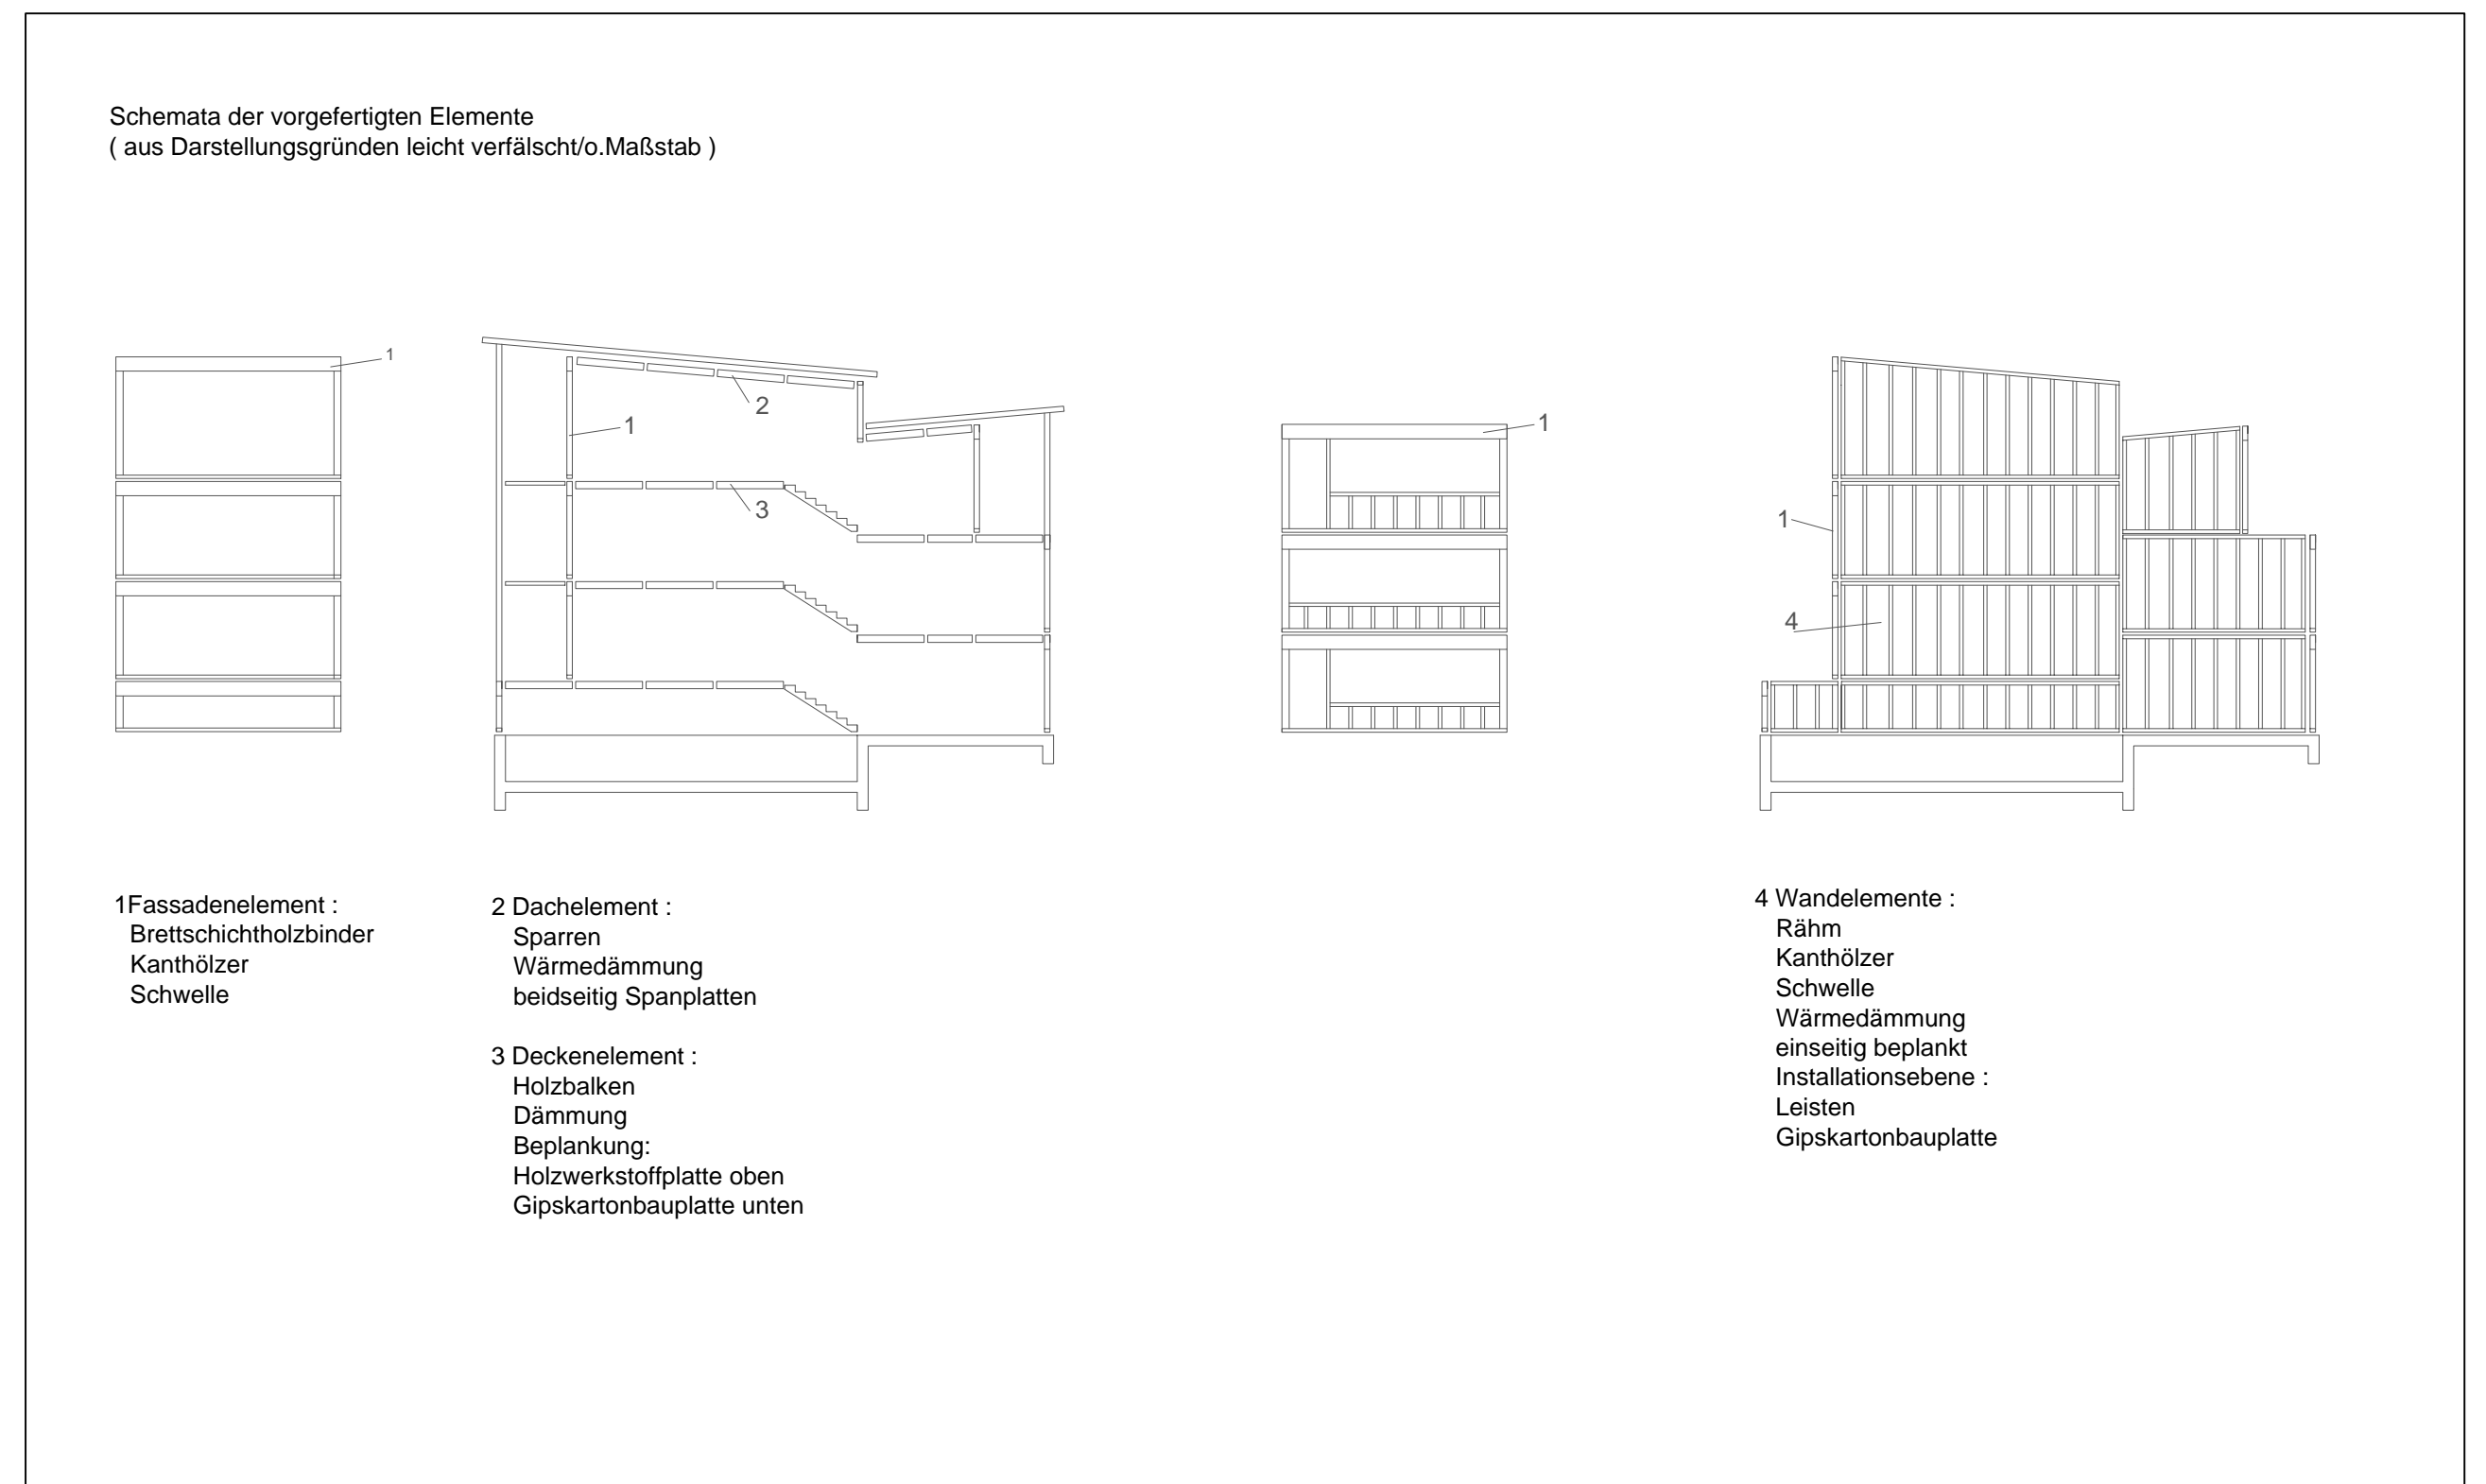 Schemata der vorgefertigten Elemente
( aus Darstellungsgründen leicht verfälscht/o.Maßstab )
1
2
1
3
1
1
4
1Fassadenelement :
Brettschichtholzbinder
Kanthölzer
Schwelle
2 Dachelement :
Sparren
Wärmedämmung
beidseitig Spanplatten
3 Deckenelement :
Holzbalken
Dämmung
Beplankung:
Holzwerkstoffplatte oben
Gipskartonbauplatte unten
4 Wandelemente :
Rähm
Kanthölzer
Schwelle
Wärmedämmung
einseitig beplankt
Installationsebene :
Leisten
Gipskartonbauplatte